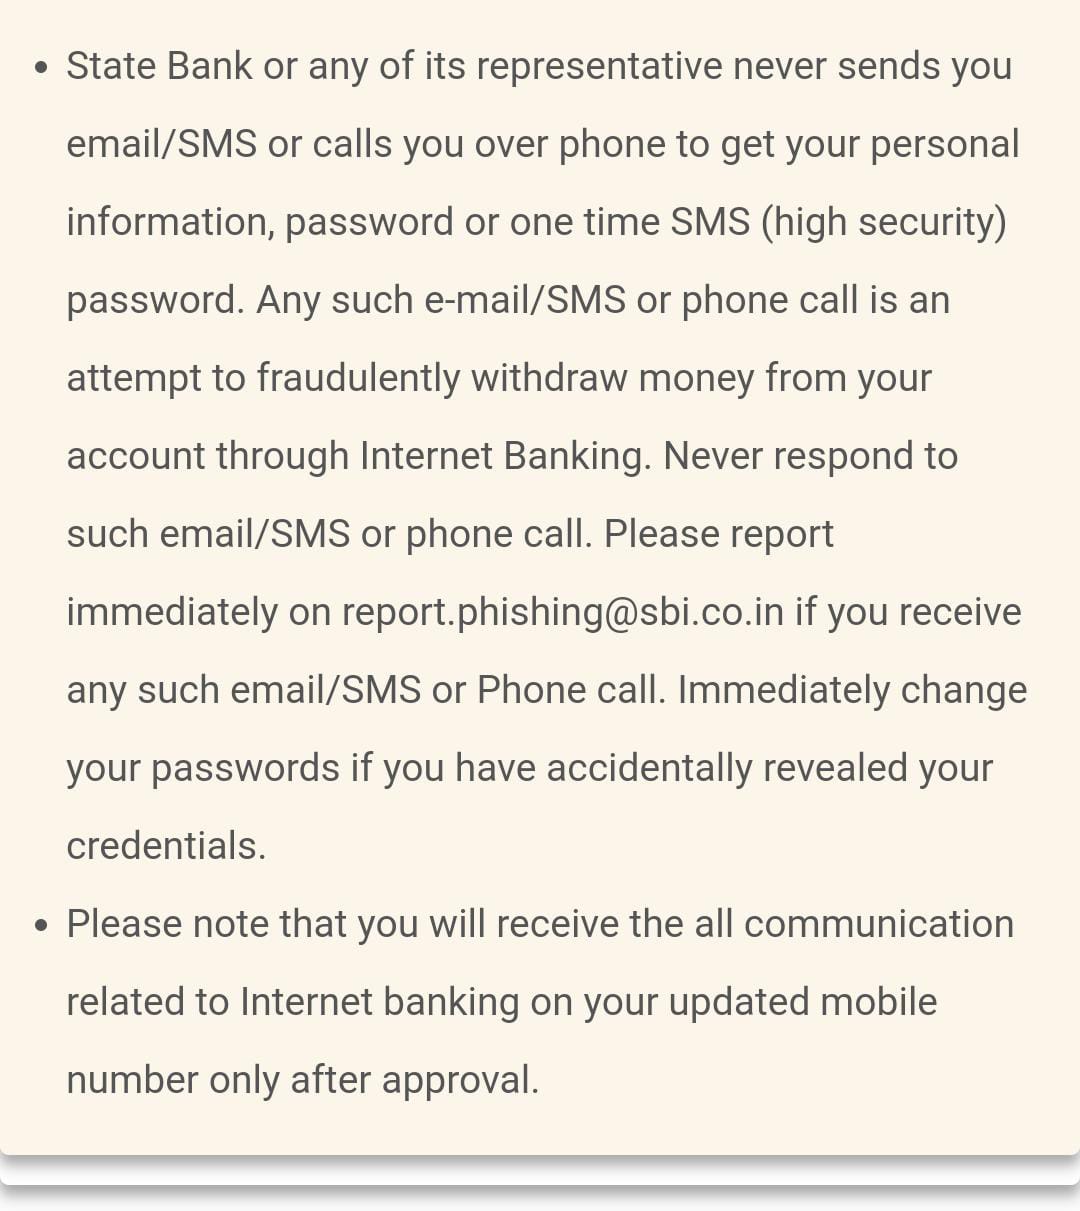 • State Bank or any of its representative never sends you
email/SMS or calls you over phone to get your personal
information, password or one time SMS (high security)
password. Any such e-mail/SMS or phone call is an
attempt to fraudulently withdraw money from your
account through Internet Banking. Never respond to
such email/SMS or phone call. Please report
immediately on report.phishing@sbi.co.in if you receive
any such email/SMS or Phone call. Immediately change
your passwords if you have accidentally revealed your
credentials.
• Please note that you will receive the all communication
related to Internet banking on your updated mobile
number only after approval.